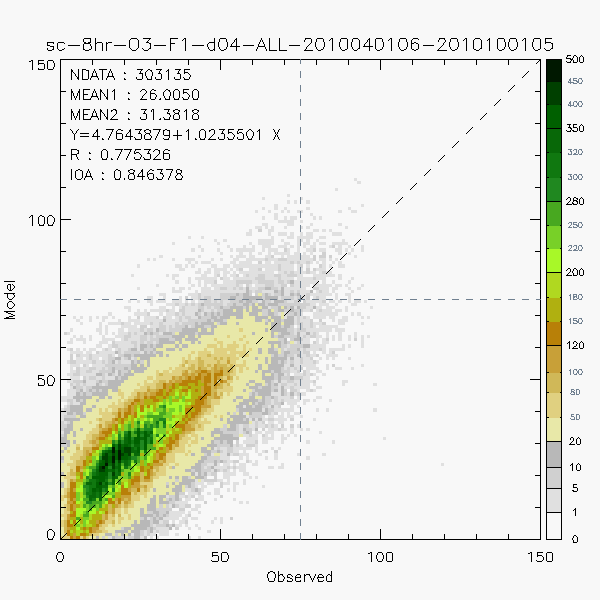 sc-8hr-O3-F1-d04-ALL-2010040106-2010100105
NDATA : 303135
MEAN1 : 26.0050
MEAN2 : 31.3818
Y=4.7643879+1.0235501 X
R : 0.775326
IOA : 0.846378
150
100
50
0
Model
0 50 100 150
Observed
500
450
400
350
320
300
280
250
220
200
180
150
120
100
80
50
20
10
5
1
0